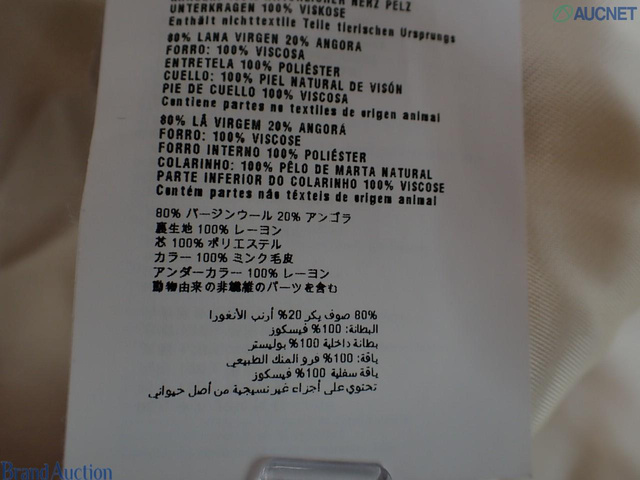 AUCNET
NERZ PELZ
UNTERKRAGEN 100% VISKOSE
Enthält nichttextile Teile tierischen Ursprungs
80% LANA VIRGEN 20% ANGORA
FORRO: 100% VISCOSA
ENTRETELA 100% POLIÉSTER
CUELLO: 100% PIEL NATURAL DE VISÓN
PIE DE CUELLO 100% VISCOSA
Contiene partes no textiles de origen animal
80% LÃ VIRGEM 20% ANGORÁ
FORRO: 100% VISCOSE
FORRO INTERNO 100% POLIÉSTER
COLARINHO: 100% PÊLO DE MARTA NATURAL
PARTE INFERIOR DO COLARINHO 100% VISCOSE
Contém partes não têxteis de origem animal
80% バージンウール 20% アンゴラ
裏生地 100% レーヨン
芯 100% ポリエステル
カラー 100% ミンク毛皮
アンダーカラー 100% レーヨン
動物由来の非繊維のパーツを含む
80% صوف بكر 20% أرنب الأنغورا
البطانة: 100% فيسكوز
بطانة داخلية 100% بوليستر
ياقة: 100% فرو المنك الطبيعي
ياقة سفلية 100% فيسكوز
تحتوي على أجزاء غير نسيجية من أصل حيواني
Brand Auction